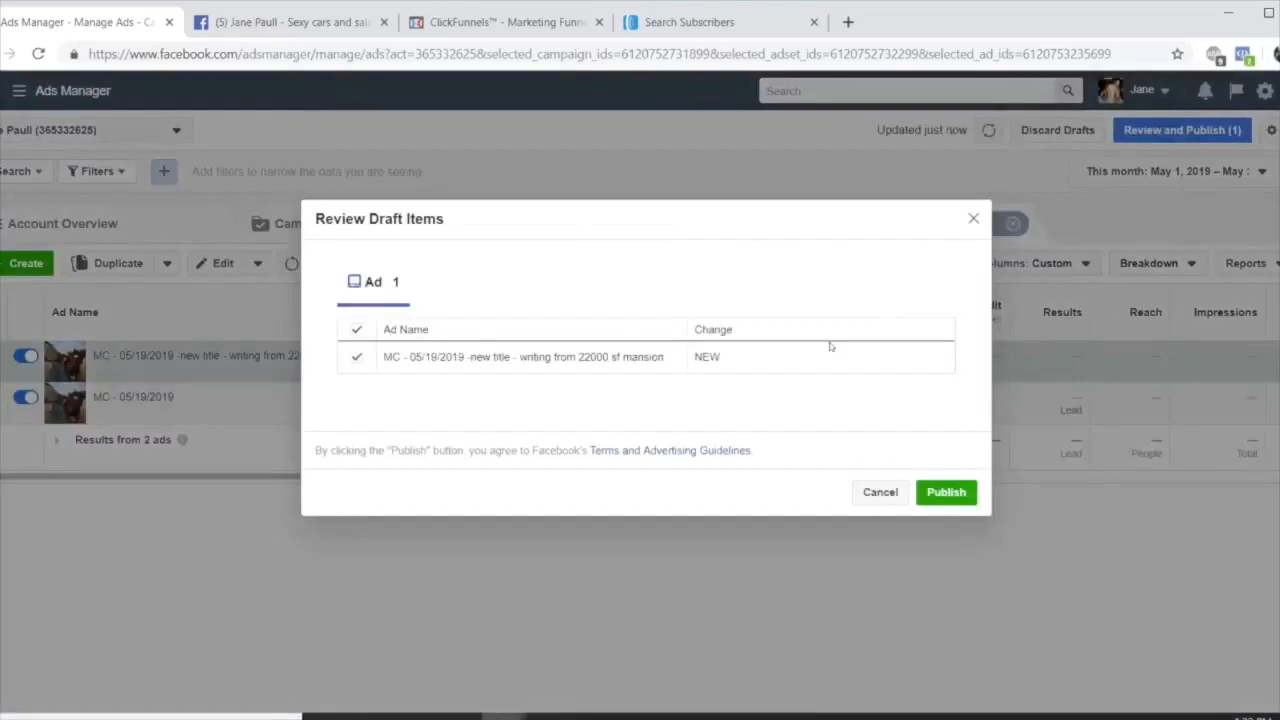 Ads Manager - Manage Ads - Ca
(5) Jane Paull - Sexy cars and sal
ClickFunnels™ - Marketing Funne
Search Subscribers
https://www.facebook.com/adsmanager/manage/ads?act=365332625&selected_campaign_ids=6120752731899&selected_adset_ids=6120752732299&selected_ad_ids=6120753235699
Ads Manager
Search
Jane
e Paull (365332625)
Updated just now
Discard Drafts
Review and Publish (1)
Search
Filters
Add filters to narrow the data you are seeing
This month: May 1, 2019 – May
Account Overview
Cam
Review Draft Items
Create
Duplicate
Edit
lumns: Custom
Breakdown
Reports
Ad 1
Ad Name
Results
Reach
Impressions
Ad Name
Change
MC - 05/19/2019 -new title - writing from 22
MC - 05/19/2019 -new title - writing from 22000 sf mansion
NEW
MC - 05/19/2019
Lead
Results from 2 ads
Lead
People
Total
By clicking the "Publish" button, you agree to Facebook's Terms and Advertising Guidelines.
Cancel
Publish